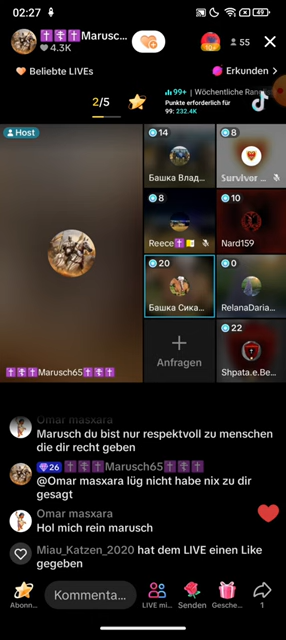 02:27
49
✝️☦️✝️Marusc...
4.3K
55
Beliebte LIVEs
Erkunden >
2/5
99+ | Wöchentliche Ran
Punkte erforderlich für
99: 232.4K
Host
✝️☦️✝️Marusch65✝️☦️✝️
14
Башка Влад...
8
Survivor
8
Reece✝️
10
Nard159
20
Башка Сика...
0
RelanaDaria...
+
Anfragen
22
Shpata.e.Be...
Omar masxara
Marusch du bist nur respektvoll zu menschen
die dir recht geben
26 ✝️☦️✝️Marusch65✝️☦️✝️
@Omar masxara lüg nicht habe nix zu dir
gesagt
Omar masxara
Hol mich rein marusch
Miau_Katzen_2020 hat dem LIVE einen Like
gegeben
Abonn...
Kommenta...
LIVE mi...
Senden
Gesche...
1